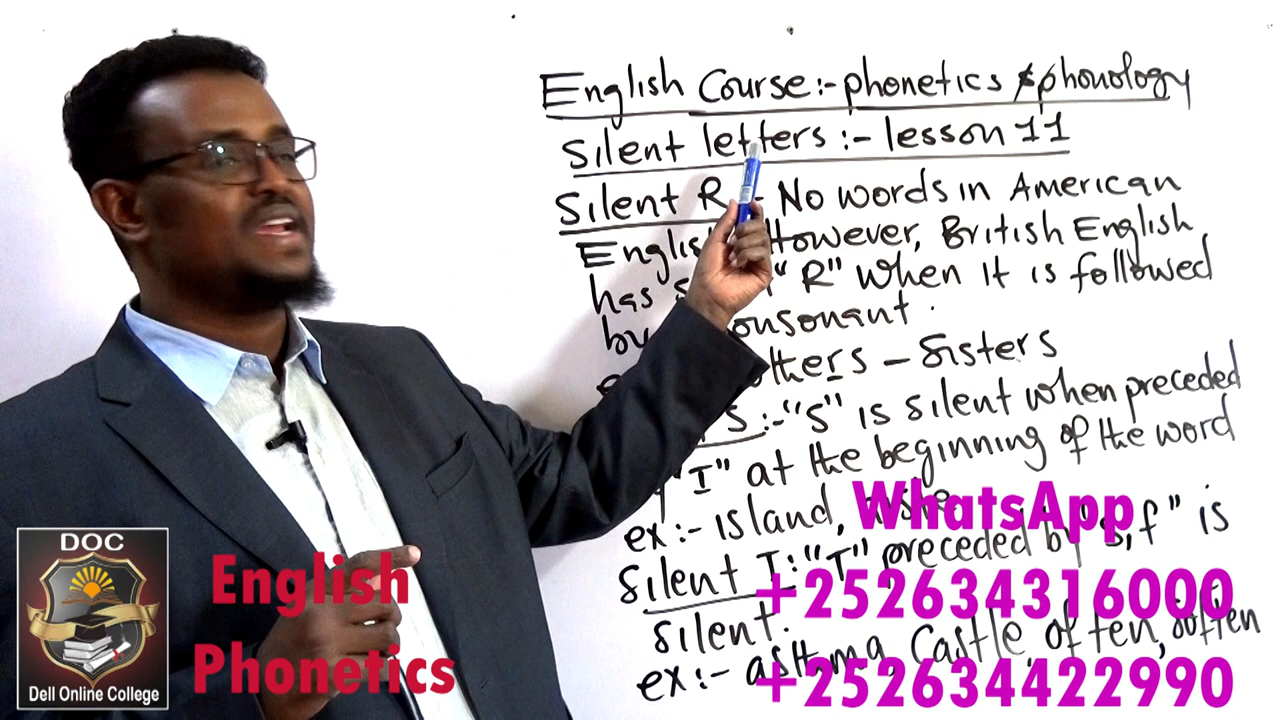 English Course:- phonetics & phonology
Silent letters :- lesson 11
Silent R :- No words in American
English However, British English
has "R" when it is followed
by consonant.
- Sisters
S :- "S" is silent when preceded
"I" at the beginning of the word
ex :- island,
Silent T: "T" preceded by "s, f" is
silent.
ex :- asthma Castle, often, soften
WhatsApp
+252634316000
+252634422990
English
Phonetics
DOC
Dell Online College